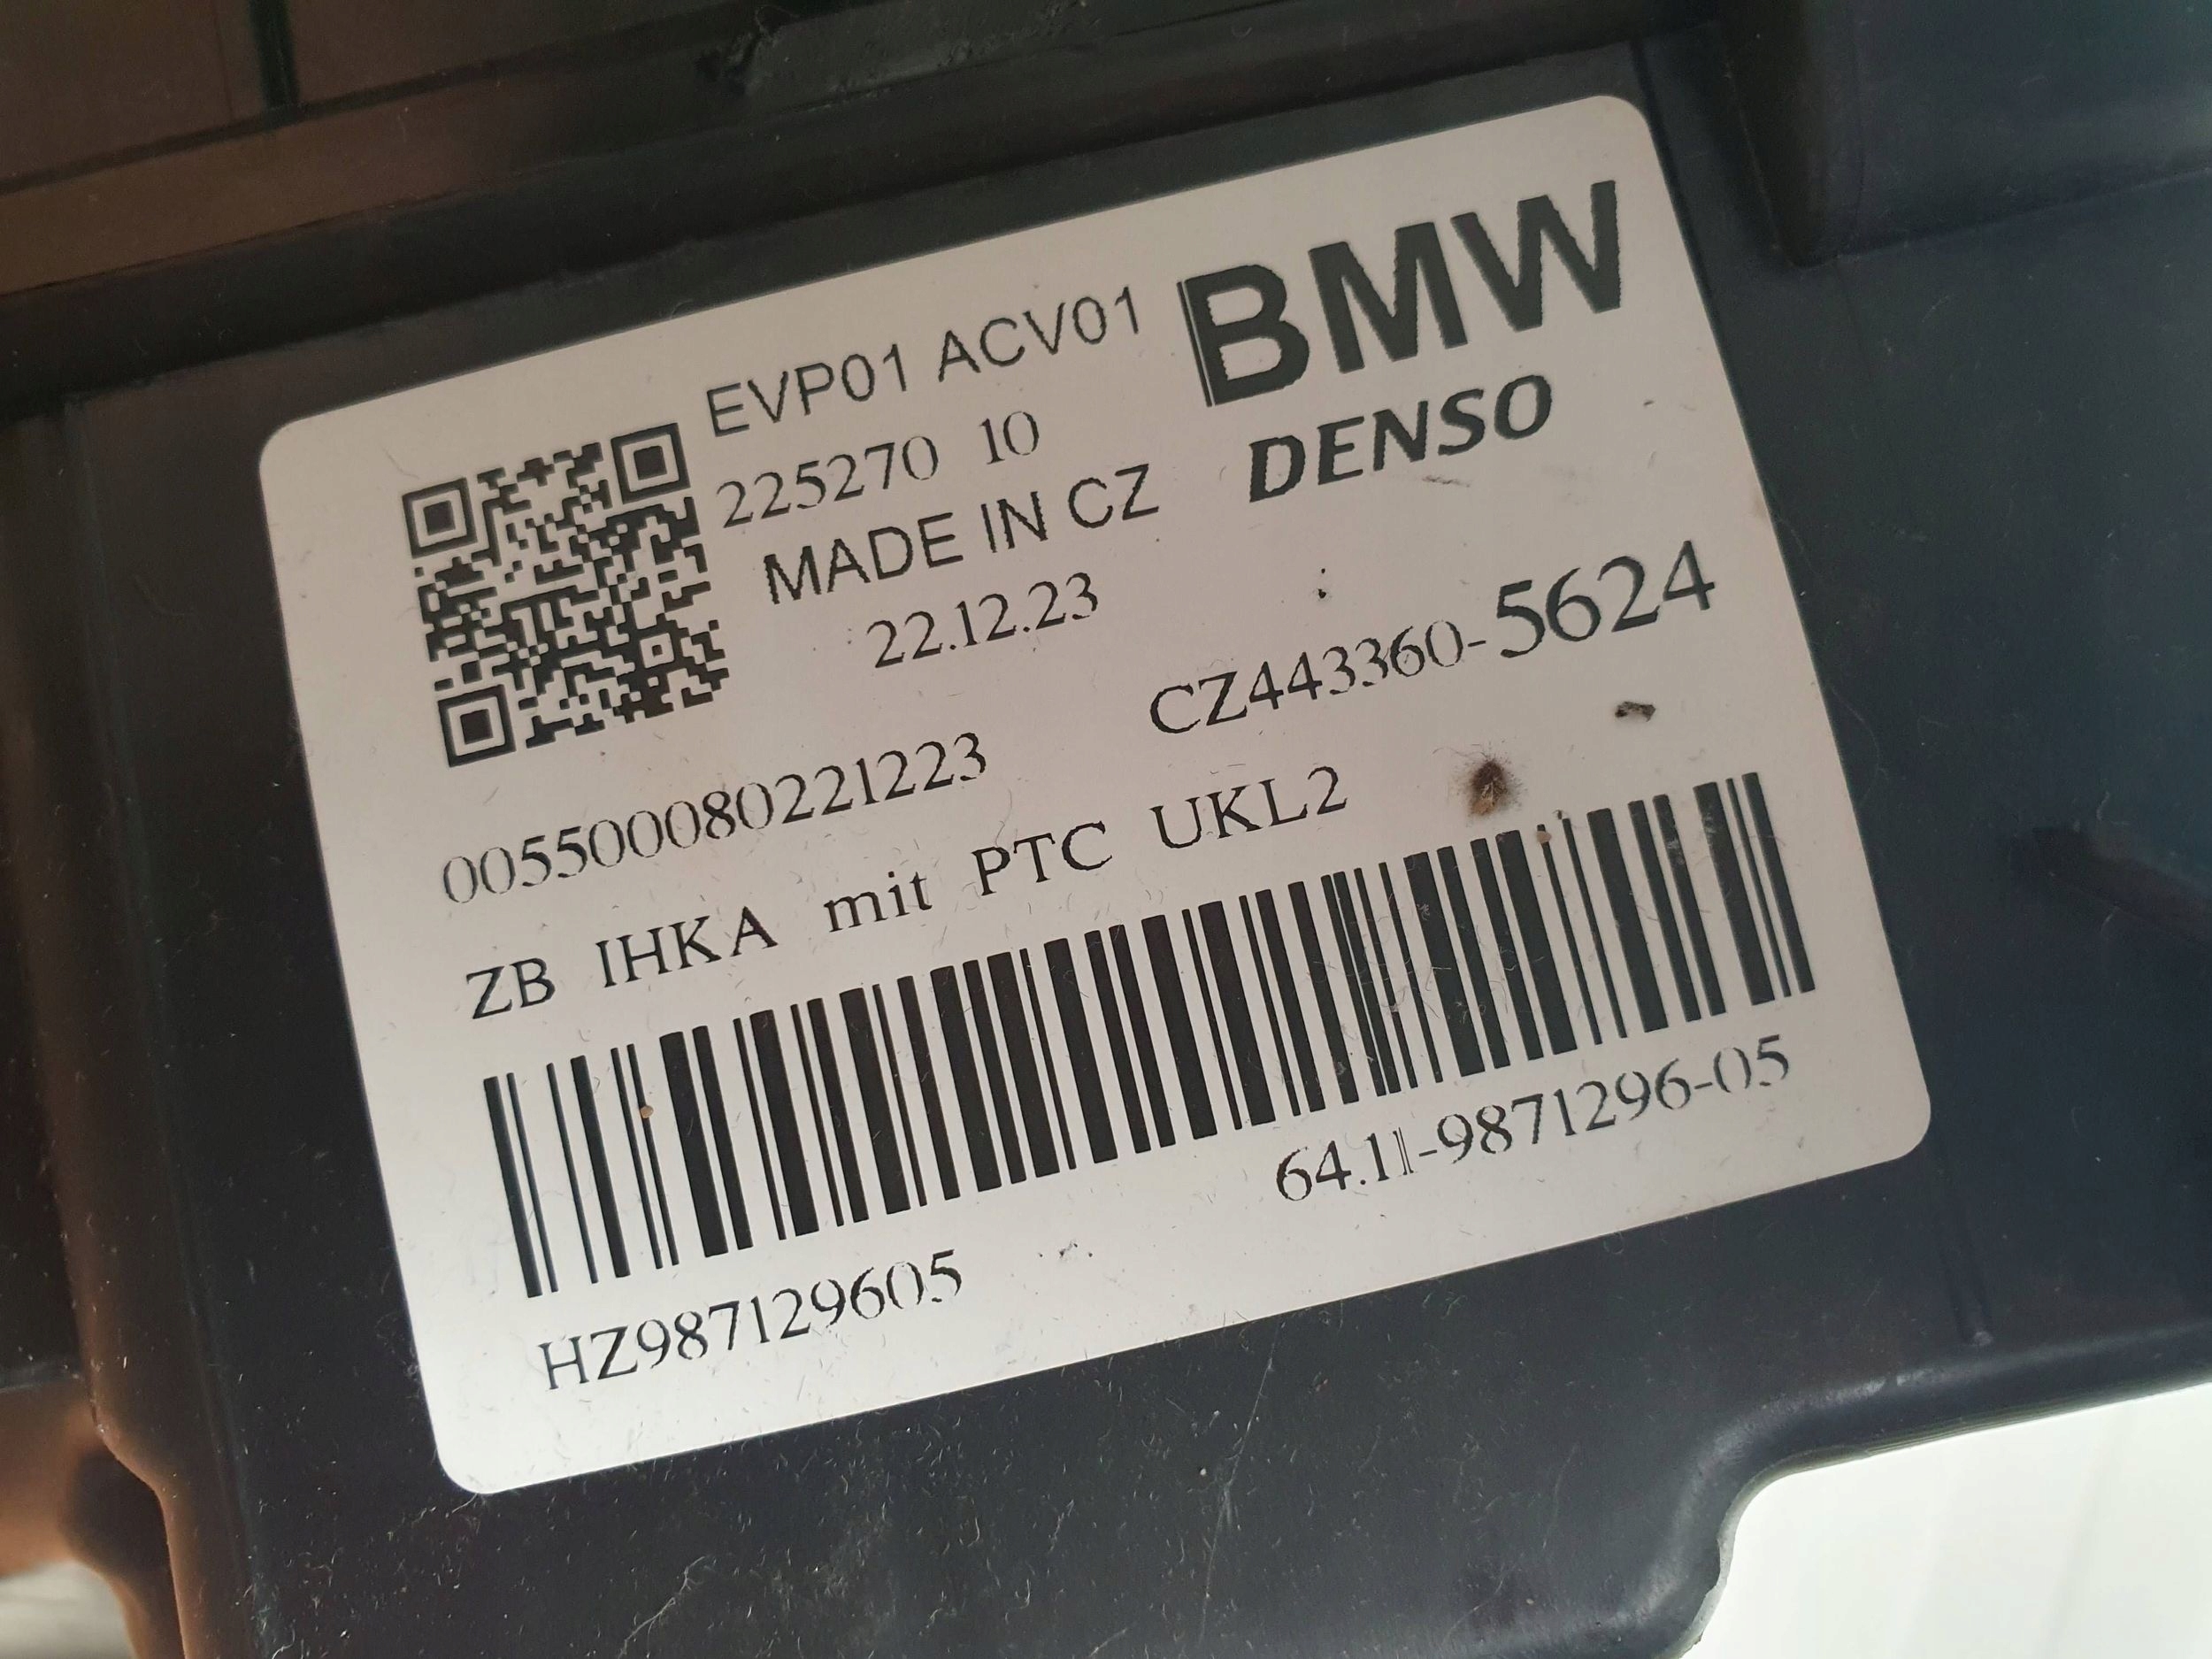 EVP01 ACV01
BMW
225270 10
DENSO
MADE IN CZ
22.12.23
CZ443360-5624
005500080221223
ZB IHKA mit PTC UKL2
64.11-9871296-05
HZ987129605